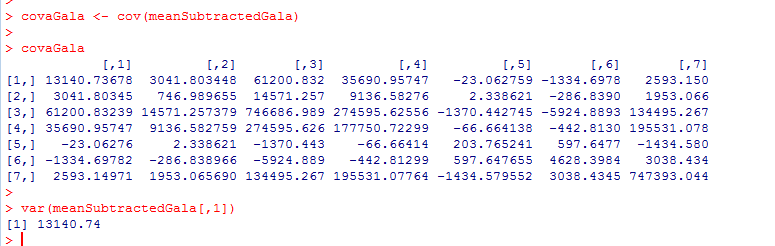 >
> covaGala <- cov(meanSubtractedGala)
>
> covaGala
[,1] [,2] [,3] [,4] [,5] [,6] [,7]
[1,] 13140.73678 3041.803448 61200.832 35690.95747 -23.062759 -1334.6978 2593.150
[2,] 3041.80345 746.989655 14571.257 9136.58276 2.338621 -286.8390 1953.066
[3,] 61200.83239 14571.257379 746686.989 274595.62556 -1370.442745 -5924.8893 134495.267
[4,] 35690.95747 9136.582759 274595.626 177750.72299 -66.664138 -442.8130 195531.078
[5,] -23.06276 2.338621 -1370.443 -66.66414 203.765241 597.6477 -1434.580
[6,] -1334.69782 -286.838966 -5924.889 -442.81299 597.647655 4628.3984 3038.434
[7,] 2593.14971 1953.065690 134495.267 195531.07764 -1434.579552 3038.4345 747393.044
>
> var(meanSubtractedGala[,1])
[1] 13140.74
>